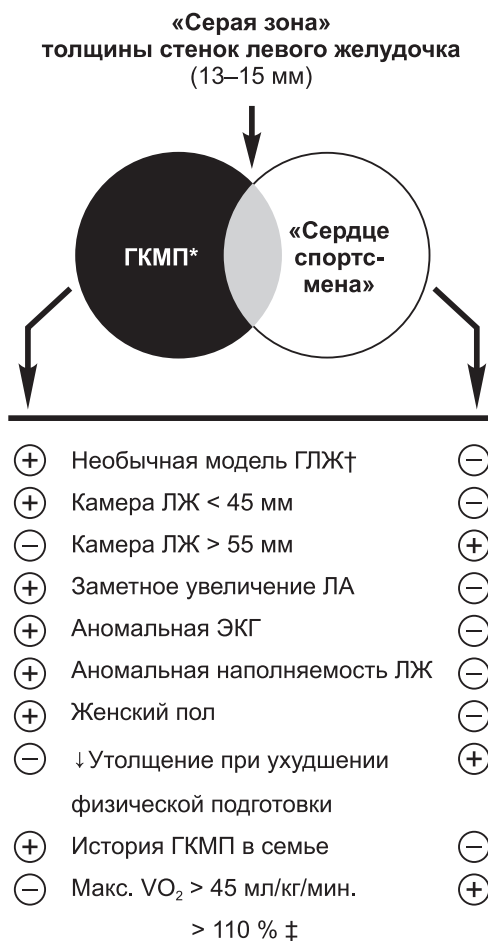 «Серая зона»
толщины стенок левого желудочка
(13–15 мм)
ГКМП*
«Сердце
спортс-
мена»
+ Необычная модель ГЛЖ† −
+ Камера ЛЖ < 45 мм −
− Камера ЛЖ > 55 мм +
+ Заметное увеличение ЛА −
+ Аномальная ЭКГ −
+ Аномальная наполняемость ЛЖ −
+ Женский пол −
− ↓Утолщение при ухудшении +
физической подготовки
+ История ГКМП в семье −
− Макс. VO₂ > 45 мл/кг/мин. +
> 110 % ‡